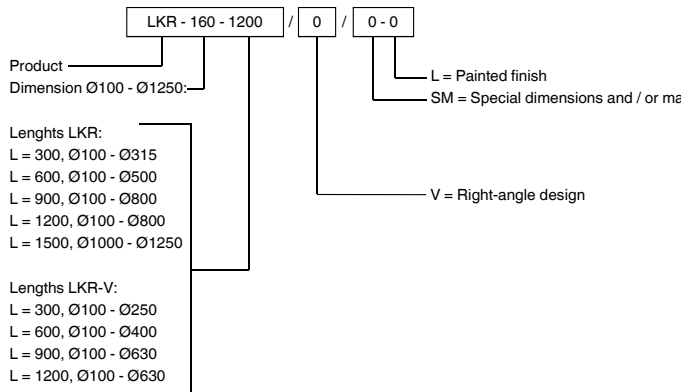 LKR - 160 - 1200 / 0 / 0 - 0
Product
Dimension Ø100 - Ø1250:
L = Painted finish
SM = Special dimensions and / or
Lenghts LKR:
L = 300, Ø100 - Ø315
L = 600, Ø100 - Ø500
L = 900, Ø100 - Ø800
L = 1200, Ø100 - Ø800
L = 1500, Ø1000 - Ø1250
V = Right-angle design
Lengths LKR-V:
L = 300, Ø100 - Ø250
L = 600, Ø100 - Ø400
L = 900, Ø100 - Ø630
L = 1200, Ø100 - Ø630